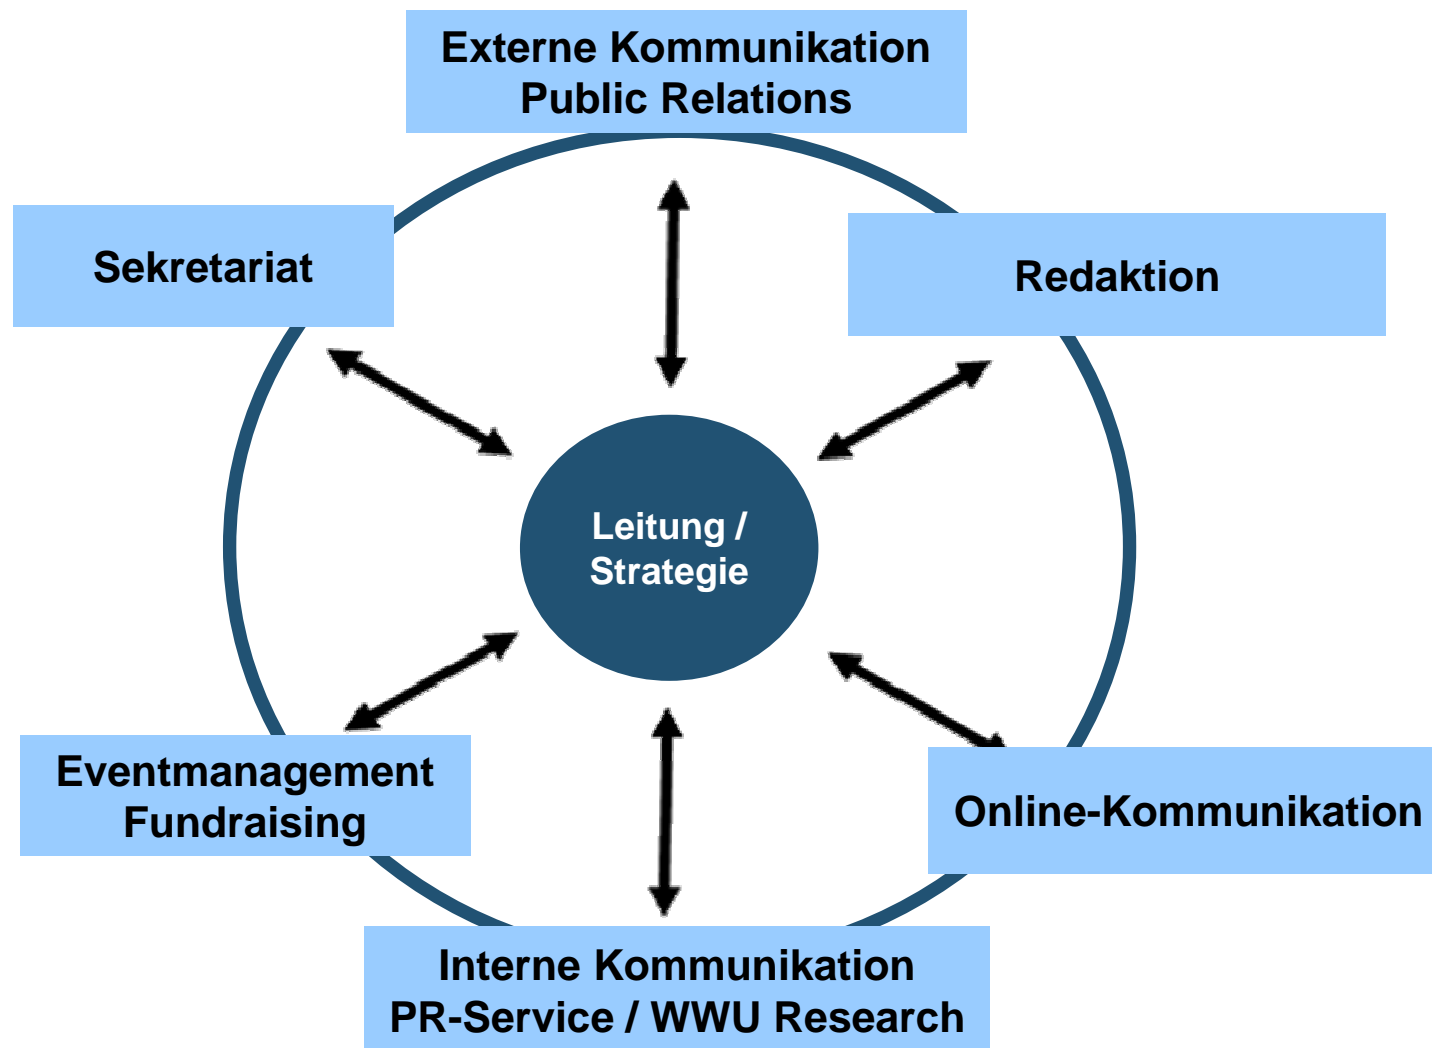 Externe Kommunikation
Public Relations
Sekretariat
Redaktion
Leitung /
Strategie
Eventmanagement
Fundraising
Online-Kommunikation
Interne Kommunikation
PR-Service / WWU Research